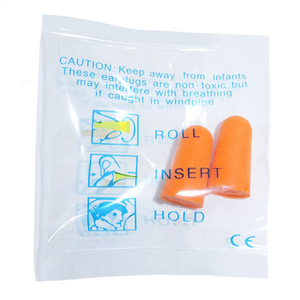 CAUTION: Keep away from infants
These earplugs are non toxic but
may interfere with breathing
if caught in windpipe
ROLL
INSERT
HOLD
CE